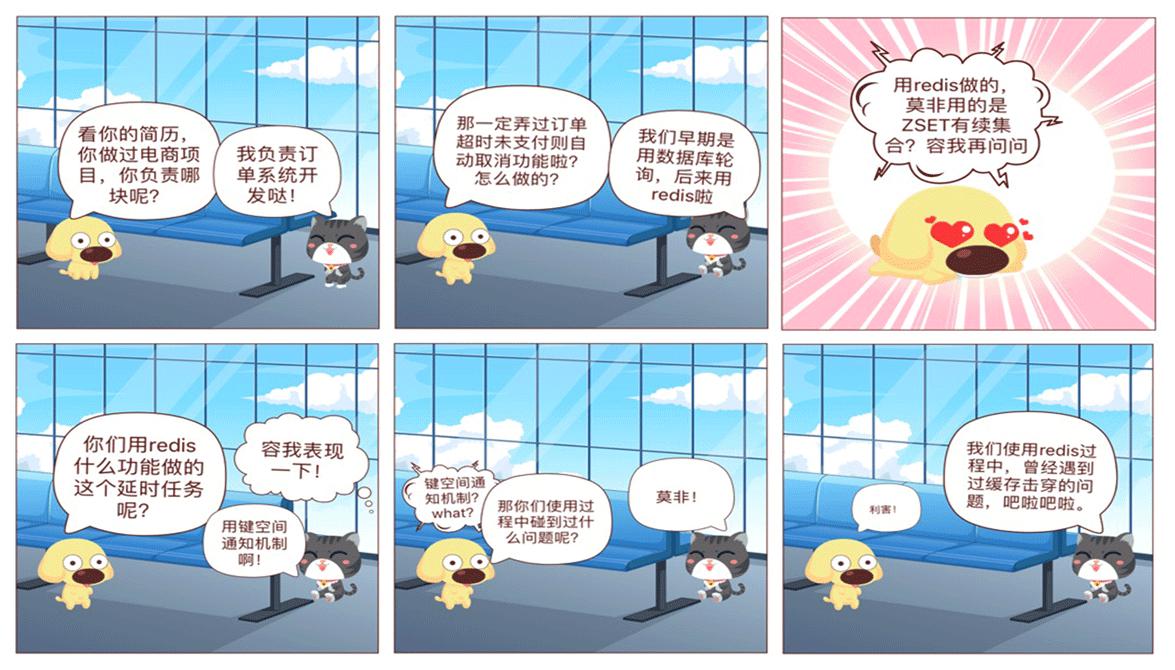 看你的简历，
你做过电商项
目，你负责哪
块呢？
我负责订
单系统开
发哒！
那一定弄过订单
超时未支付则自
动取消功能啦？
怎么做的？
我们早期是
用数据库轮
询，后来用
redis啦
用redis做的，
莫非用的是
ZSET有续集
合？容我再问问
你们用redis
什么功能做的
这个延时任务
呢？
容我表现
一下！
用键空间
通知机制
啊！
键空间通
知机制？
what？
那你们使用过
程中碰到过什
么问题呢？
莫非！
利害！
我们使用redis过
程中，曾经遇到
过缓存击穿的问
题，吧啦吧啦。